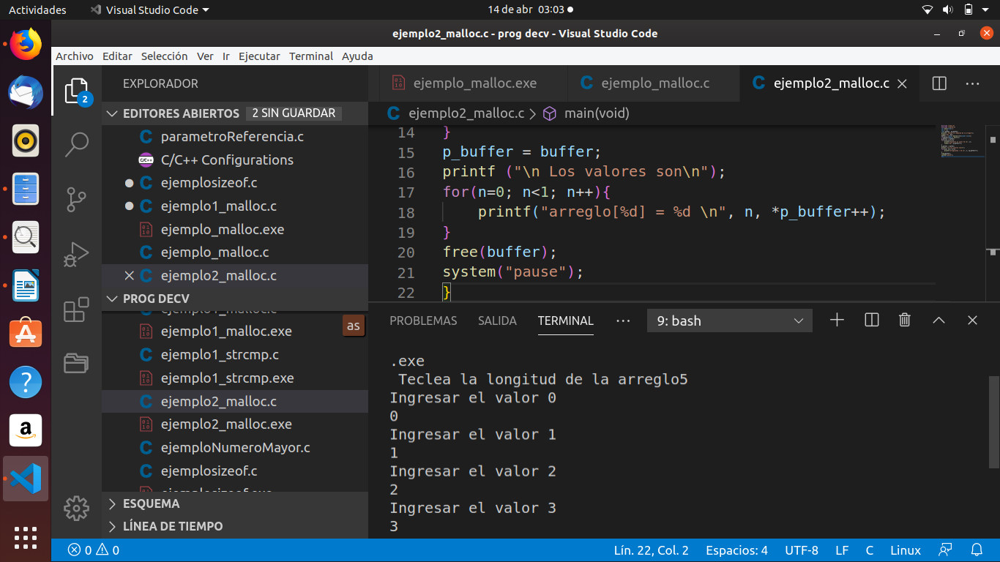 Actividades Visual Studio Code 14 de abr 03:03
ejemplo2_malloc.c - prog decv - Visual Studio Code
Archivo Editar Selección Ver Ir Ejecutar Terminal Ayuda
EXPLORADOR
2
EDITORES ABIERTOS 2 SIN GUARDAR
parametroReferencia.c
C/C++ C/C++ Configurations
ejemplosizeof.c
ejemplo1_malloc.c
ejemplo_malloc.exe
ejemplo_malloc.c
ejemplo2_malloc.c
PROG DECV
ejemplo1_malloc.c
ejemplo1_malloc.exe
as
ejemplo1_strcmp.c
ejemplo1_strcmp.exe
ejemplo2_malloc.c
ejemplo2_malloc.exe
ejemploNumeroMayor.c
ejemplosizeof.c
ejemplosizeof.exe
ESQUEMA
LÍNEA DE TIEMPO
ejemplo_malloc.exe ejemplo_malloc.c ejemplo2_malloc.c
ejemplo2_malloc.c > main(void)
14 }
15 p_buffer = buffer;
16 printf ("\n Los valores son\n");
17 for(n=0; n<1; n++){
18 printf("arreglo[%d] = %d \n", n, *p_buffer++);
19 }
20 free(buffer);
21 system("pause");
22 }
PROBLEMAS SALIDA TERMINAL ··· 9: bash
.exe
Teclea la longitud de la arreglo5
Ingresar el valor 0
0
Ingresar el valor 1
1
Ingresar el valor 2
2
Ingresar el valor 3
3
0 0 Lín. 22, Col. 2 Espacios: 4 UTF-8 LF C Linux